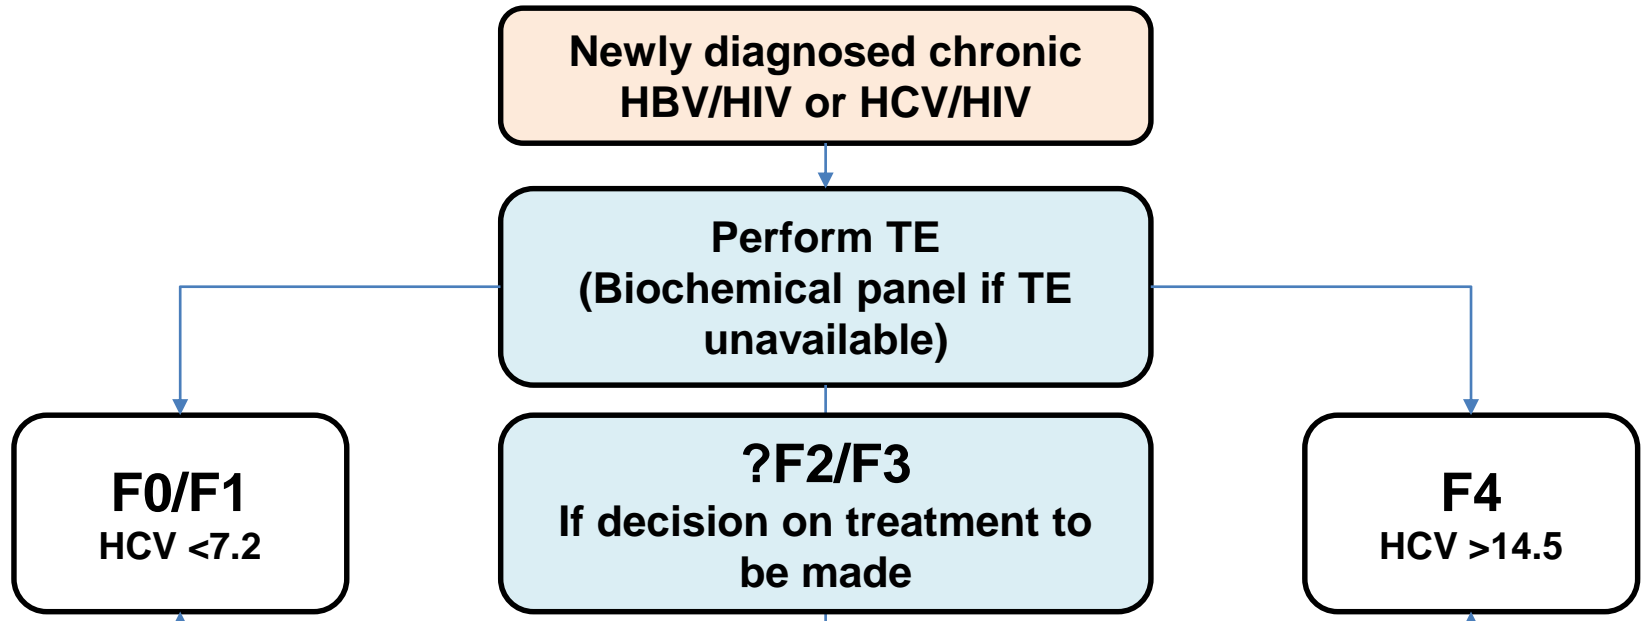 Newly diagnosed chronic
HBV/HIV or HCV/HIV
Perform TE
(Biochemical panel if TE
unavailable)
F0/F1
HCV <7.2
?F2/F3
If decision on treatment to
be made
F4
HCV >14.5